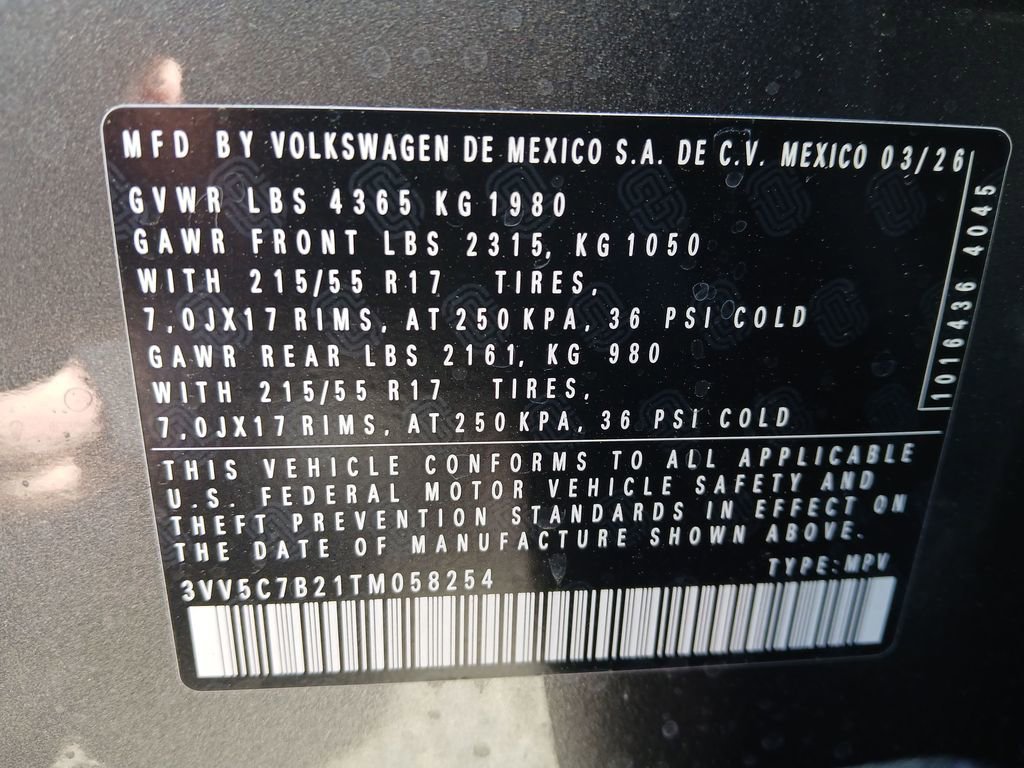 MFD BY VOLKSWAGEN DE MEXICO S.A. DE C.V. MEXICO 03/26
GVWR LBS 4365 KG 1980
GAWR FRONT LBS 2315, KG 1050
WITH 215/55 R17 TIRES,
7,0JX17 RIMS, AT 250 KPA, 36 PSI COLD
GAWR REAR LBS 2161, KG 980
WITH 215/55 R17 TIRES,
7,0JX17 RIMS, AT 250 KPA, 36 PSI COLD
1016436 4045
THIS VEHICLE CONFORMS TO ALL APPLICABLE
U.S. FEDERAL MOTOR VEHICLE SAFETY AND
THEFT PREVENTION STANDARDS IN EFFECT ON
THE DATE OF MANUFACTURE SHOWN ABOVE.
3VV5C7B21TM058254 TYPE: MPV